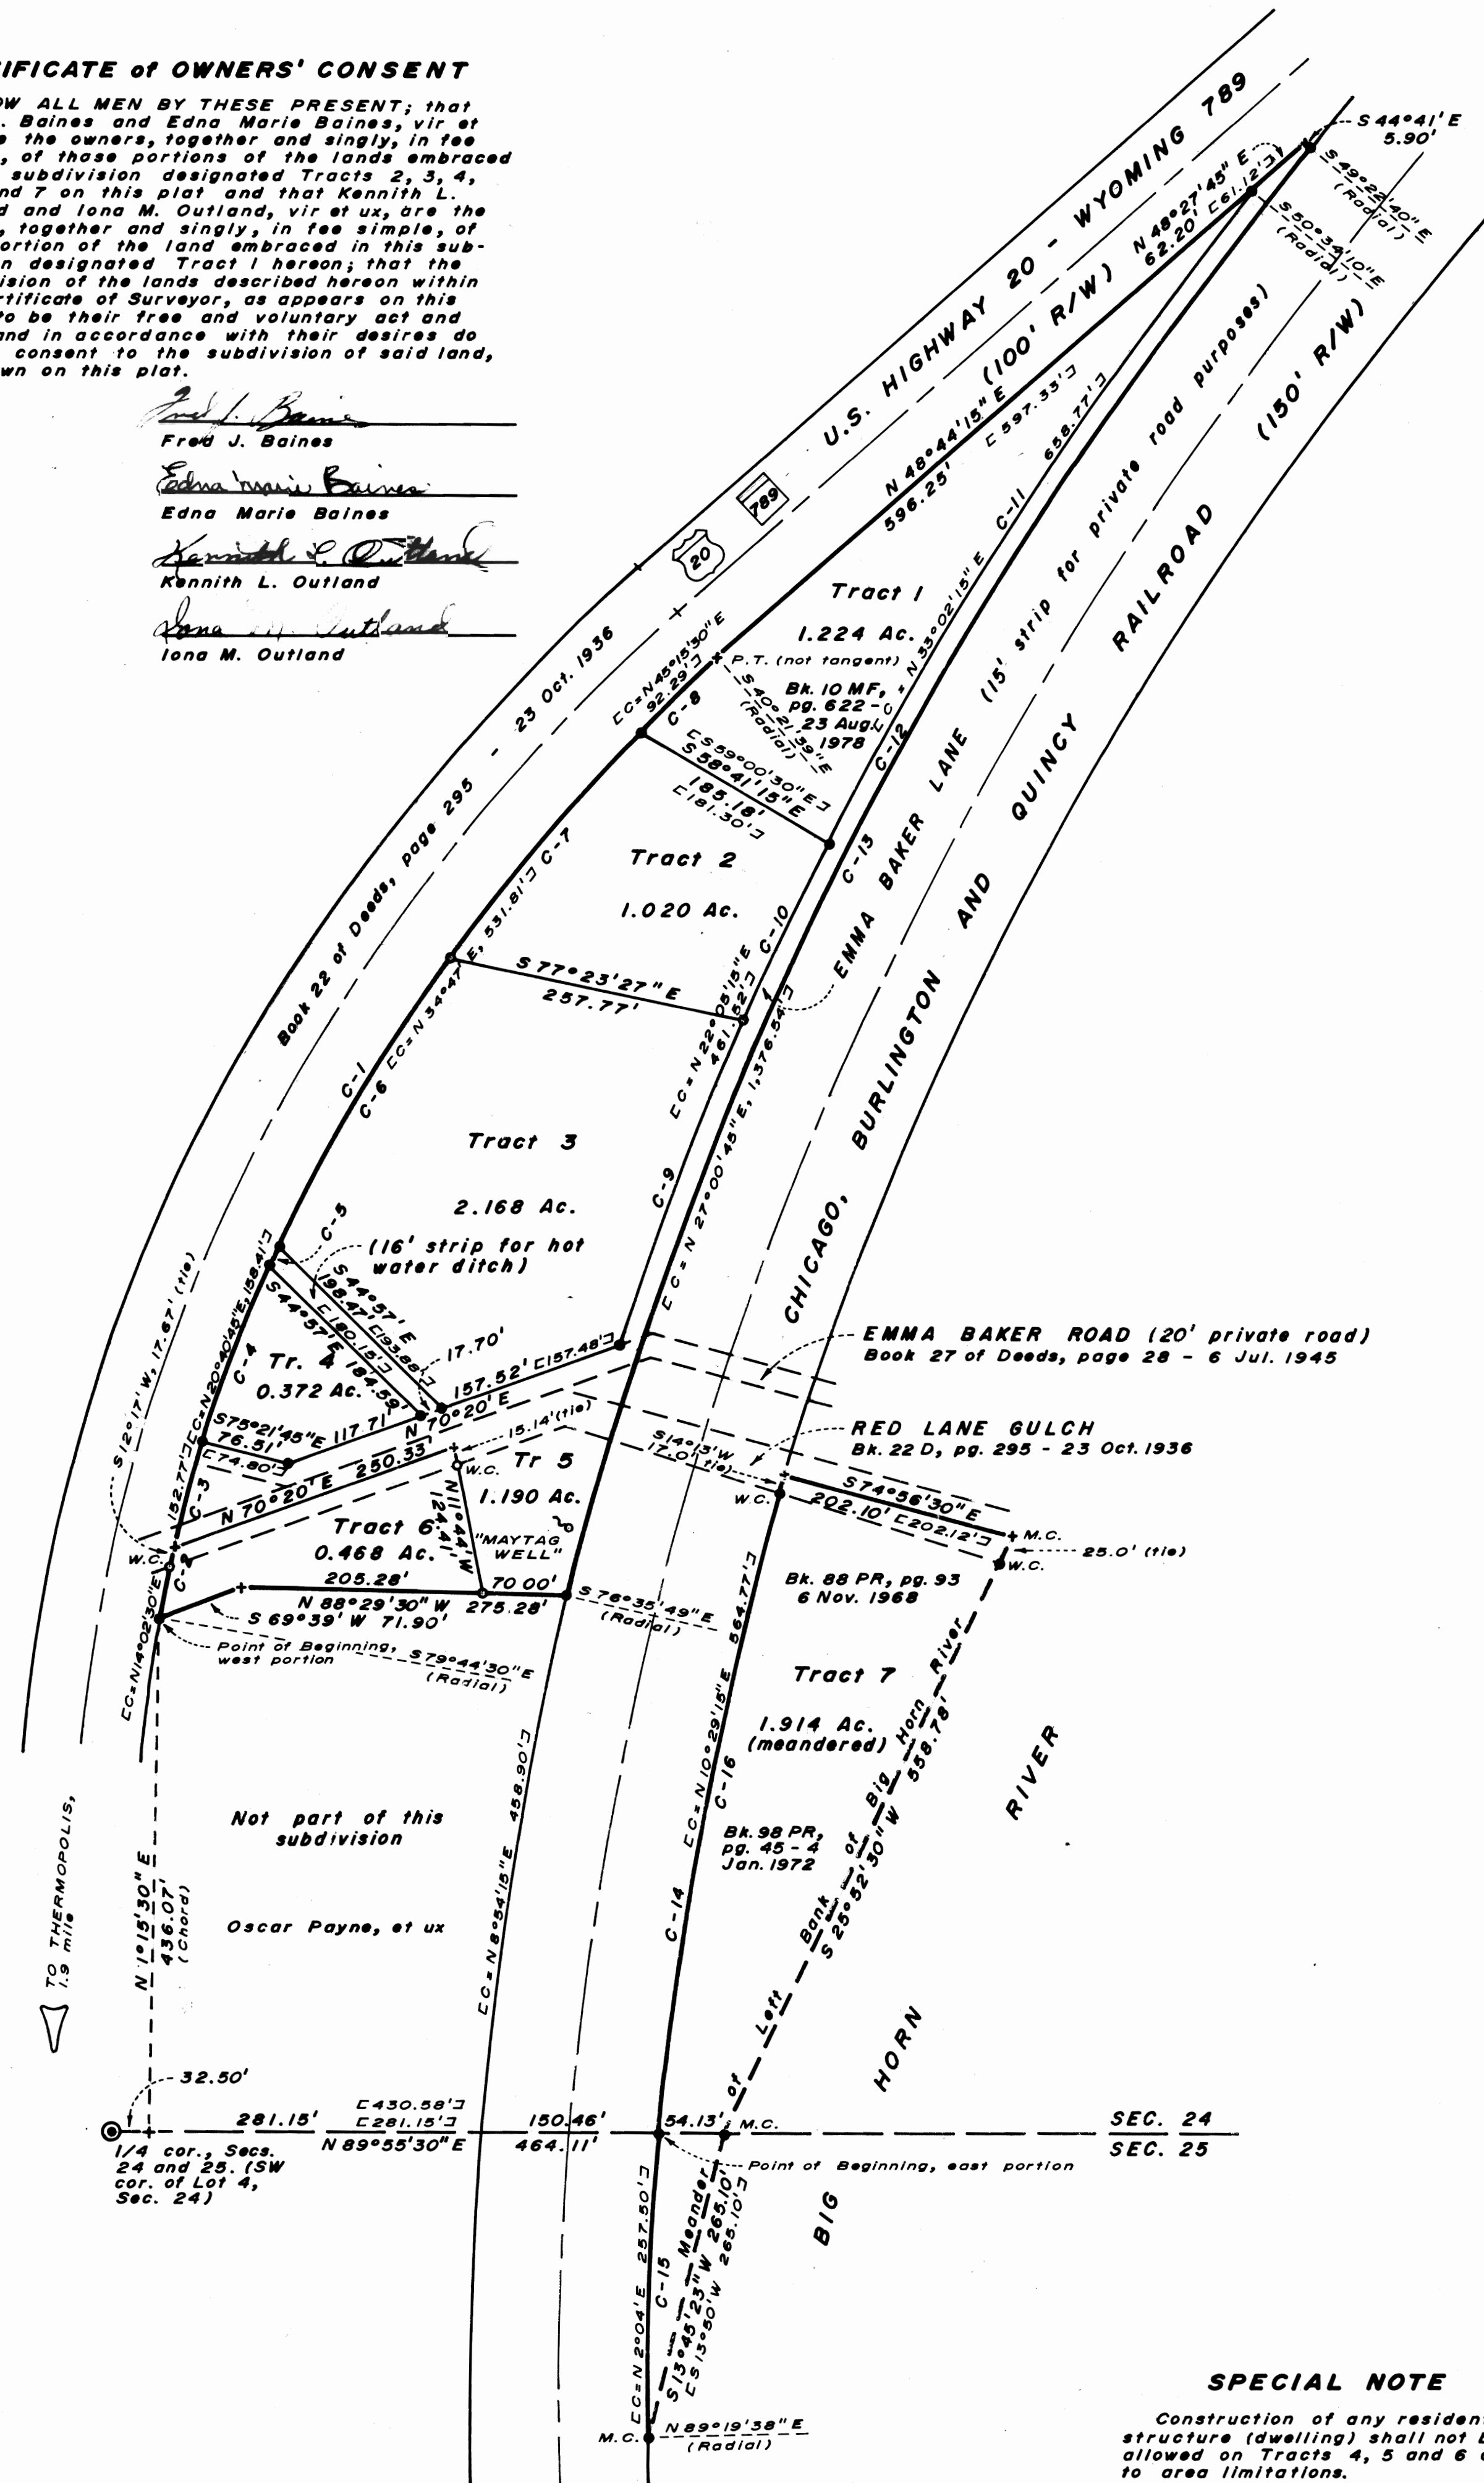 IFICATE of OWNERS' CONSENT
OW ALL MEN BY THESE PRESENT; that
. Baines and Edna Marie Baines, vir et
e the owners, together and singly, in fee
, of those portions of the lands embraced
subdivision designated Tracts 2, 3, 4,
nd 7 on this plat and that Kennith L.
d and Iona M. Outland, vir et ux, are the
, together and singly, in fee simple, of
ortion of the land embraced in this sub-
n designated Tract 1 hereon; that the
ision of the lands described hereon within
rtificate of Surveyor, as appears on this
to be their free and voluntary act and
and in accordance with their desires do
consent to the subdivision of said land,
wn on this plat.
Fred J. Baines
Fred J. Baines
Edna Marie Baines
Edna Marie Baines
Kennith L. Outland
Kennith L. Outland
Iona M. Outland
Iona M. Outland
S 44°41' E
5.90'
S 49°22'40" E
(Radial)
S 50°34'10" E
(Radial)
N 48°27'45" E
62.20' [61.12']
U.S. HIGHWAY 20 - WYOMING 789
(100' R/W)
789
20
N 48°44'15" E
596.25'
[597.33']
C-11 658.77']
EMMA BAKER LANE (15' strip for private road purposes)
CHICAGO, BURLINGTON AND QUINCY RAILROAD (150' R/W)
Book 22 of Deeds, page 295 - 23 Oct. 1936
Tract 1
1.224 Ac.
P.T. (not tangent)
Bk. 10 MF,
pg. 622 -
23 Aug.
1978
[C = N 33°02'15" E
C-12
S 40°21'39" E
(Radial)
[C=N 45°15'30" E
92.29']
C-8
[S 59°00'30" E]
S 58°41'15" E
185.18'
[181.30']
C-7
Tract 2
1.020 Ac.
C-13
C-10
S 77°23'27" E
257.77'
[C=N 34°47' E, 531.81']
[C=N 22°05'15" E
461.52']
C-1
C-6
Tract 3
2.168 Ac.
C-9
[C = N 27°00'45" E, 1,376.54']
C-5
(16' strip for hot
water ditch)
S 44°57' E
198.47' [193.88']
[180.15']
S 44°57' E 184.59'
17.70'
157.52' [157.48']
N 70°20' E
[C=N 20°40'45" E, 158.41']
C-4
Tr. 4
0.372 Ac.
S 12°17' W, 17.67' (tie)
S 75°21'45" E
76.51'
[74.80']
117.71'
15.14' (tie)
EMMA BAKER ROAD (20' private road)
Book 27 of Deeds, page 28 - 6 Jul. 1945
RED LANE GULCH
Bk. 22 D, pg. 295 - 23 Oct. 1936
S 14°13' W
17.0' (tie)
W.C.
S 74°56'30" E
202.10' [202.12']
M.C.
25.0' (tie)
W.C.
152.77']
C-3
N 70°20' E 250.33'
W.C.
Tr 5
1.190 Ac.
N 11°44' W
124.41'
"MAYTAG
WELL"
Tract 6
0.468 Ac.
W.C.
C-2
205.28'
70 00'
N 88°29'30" W 275.28'
S 69°39' W 71.90'
S 76°35'49" E
(Radial)
Point of Beginning,
west portion
S 79°44'30" E
(Radial)
[C=N 14°02'30" E
Bk. 88 PR, pg. 93
6 Nov. 1968
564.77']
Tract 7
1.914 Ac.
(meandered)
[C=N 10°29'15" E
C-16
Bk. 98 PR,
pg. 45 - 4
Jan. 1972
C-14
Meander of Left Bank of Big Horn River
S 25°52'30" W 558.78'
BIG HORN RIVER
458.90']
[C=N 8°54'15" E
Not part of this
subdivision
Oscar Payne, et ux
N 1°15'30" E
436.07'
(Chord)
TO THERMOPOLIS,
1.9 mile
32.50'
281.15'
[430.58']
[281.15']
N 89°55'30" E
150.46'
464.11'
54.13'
M.C.
SEC. 24
SEC. 25
1/4 cor., Secs.
24 and 25. (SW
cor. of Lot 4,
Sec. 24)
Point of Beginning, east portion
[C=N 2°04' E 257.50']
C-15
S 13°45'23" W 265.10'
[S 13°50' W 265.10']
M.C.
N 89°19'38" E
(Radial)
SPECIAL NOTE
Construction of any resident
structure (dwelling) shall not
allowed on Tracts 4, 5 and 6
to area limitations.